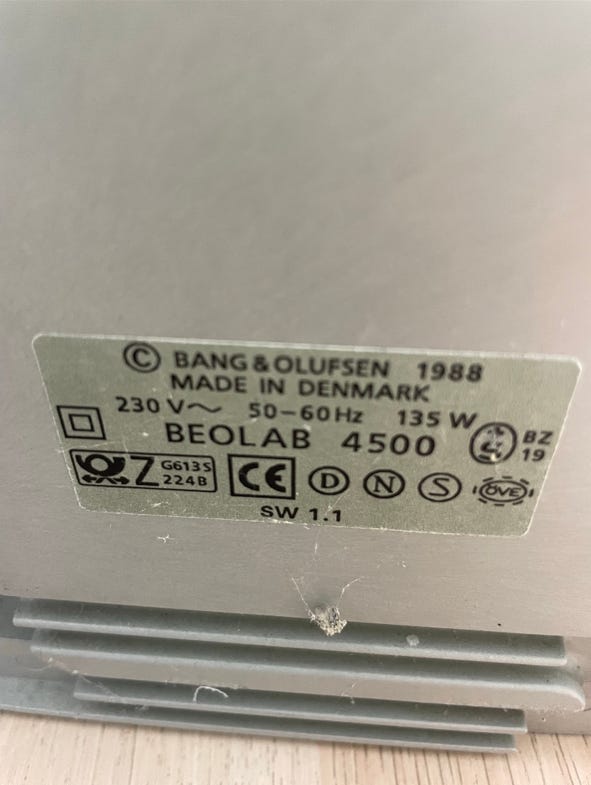 © BANG & OLUFSEN 1988
MADE IN DENMARK
230 V~ 50-60Hz 135 W
BEOLAB 4500
BZ
19
Z G613S
224B
CE D N S ÖVE
SW 1.1